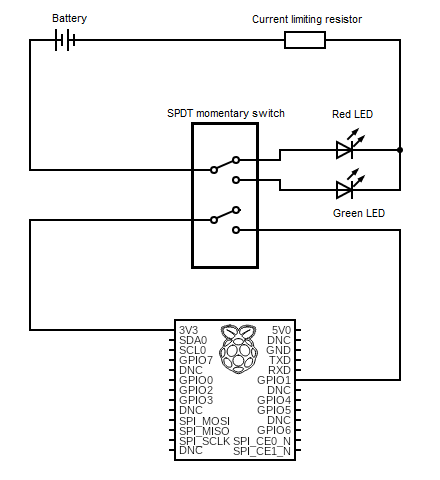 Battery
Current limiting resistor
SPDT momentary switch
Red LED
Green LED
3V3 5V0
SDA0 DNC
SCL0 GND
GPIO7 TXD
DNC RXD
GPIO0 GPIO1
GPIO2 DNC
GPIO3 GPIO4
DNC GPIO5
SPI_MOSI DNC
SPI_MISO GPIO6
SPI_SCLK SPI_CE0_N
DNC SPI_CE1_N